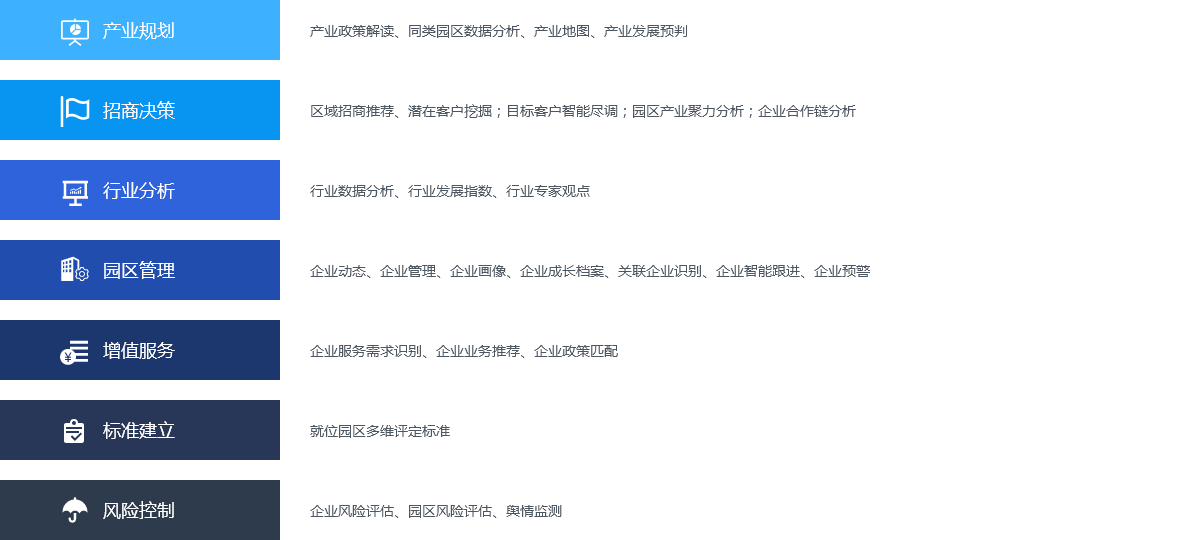 产业规划
产业政策解读、同类园区数据分析、产业地图、产业发展预判
招商决策
区域招商推荐、潜在客户挖掘；目标客户智能尽调；园区产业聚力分析；企业合作链分析
行业分析
行业数据分析、行业发展指数、行业专家观点
园区管理
企业动态、企业管理、企业画像、企业成长档案、关联企业识别、企业智能跟进、企业预警
¥
增值服务
企业服务需求识别、企业业务推荐、企业政策匹配
标准建立
就位园区多维评定标准
风险控制
企业风险评估、园区风险评估、舆情监测